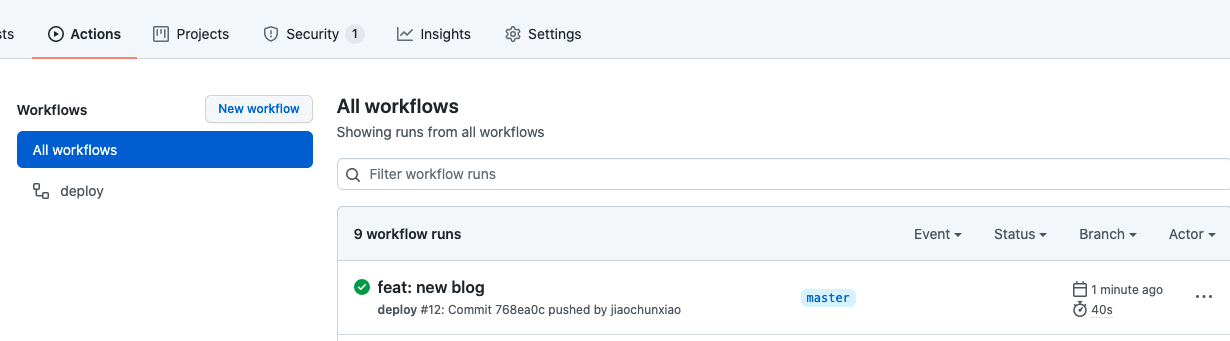 Actions Projects Security 1 Insights Settings
Workflows
New workflow
All workflows
deploy
All workflows
Showing runs from all workflows
Filter workflow runs
9 workflow runs
Event Status Branch Actor
feat: new blog
deploy #12: Commit 768ea0c pushed by jiaochunxiao
master
1 minute ago
40s